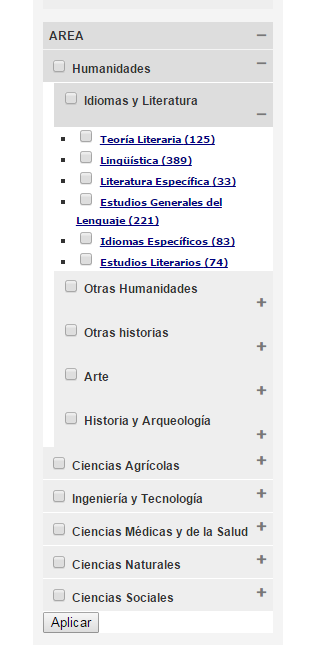 AREA
Humanidades
Idiomas y Literatura
Teoría Literaria (125)
Lingüística (389)
Literatura Específica (33)
Estudios Generales del
Lenguaje (221)
Idiomas Específicos (83)
Estudios Literarios (74)
Otras Humanidades
Otras historias
Arte
Historia y Arqueología
Ciencias Agrícolas
Ingeniería y Tecnología
Ciencias Médicas y de la Salud
Ciencias Naturales
Ciencias Sociales
Aplicar